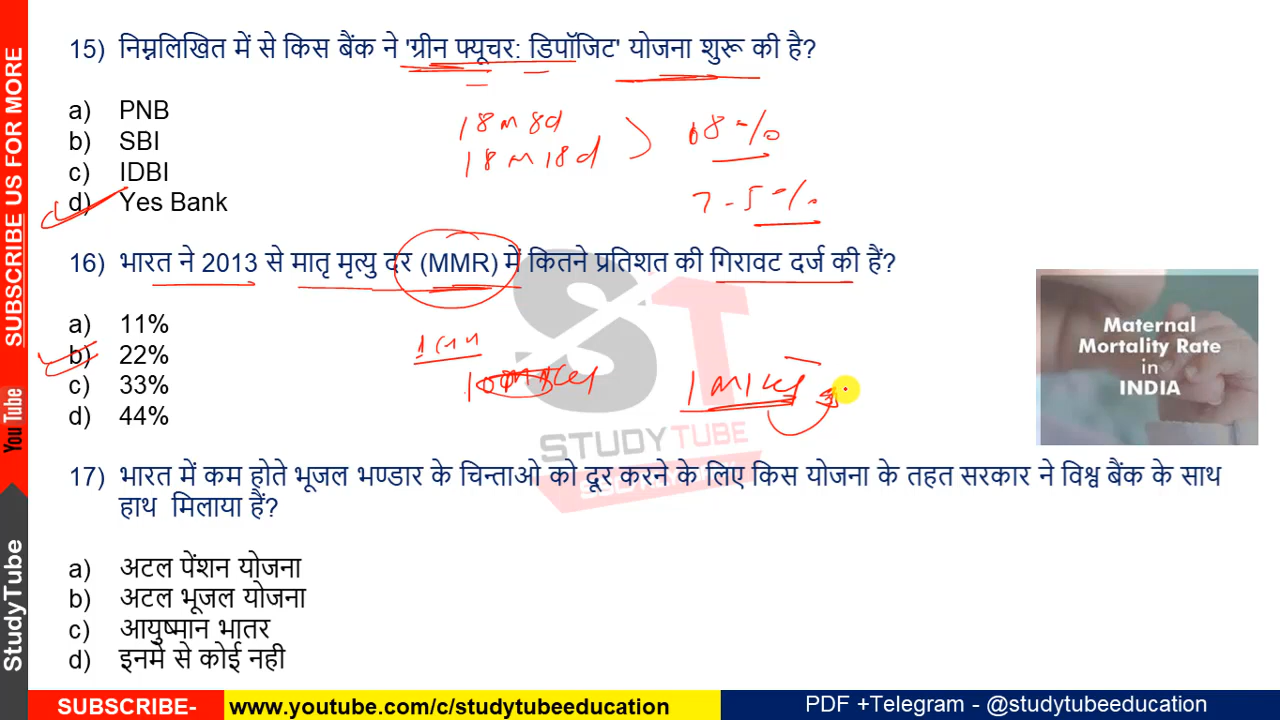 SUBSCRIBE US FOR MORE
You Tube
StudyTube
15) निम्नलिखित में से किस बैंक ने 'ग्रीन फ्यूचर: डिपॉजिट' योजना शुरू की है?
a) PNB
b) SBI
c) IDBI
d) Yes Bank
18m 8d
18m 18d
8%
7.5%
16) भारत ने 2013 से मातृ मृत्यु दर (MMR) में कितने प्रतिशत की गिरावट दर्ज की हैं?
a) 11%
b) 22%
c) 33%
d) 44%
Maternal
Mortality Rate
in
INDIA
ST
STUDYTUBE
17) भारत में कम होते भूजल भण्डार के चिन्ताओ को दूर करने के लिए किस योजना के तहत सरकार ने विश्व बैंक के साथ
हाथ मिलाया हैं?
a) अटल पेंशन योजना
b) अटल भूजल योजना
c) आयुष्मान भातर
d) इनमे से कोई नही
SUBSCRIBE- www.youtube.com/c/studytubeeducation PDF +Telegram - @studytubeeducation